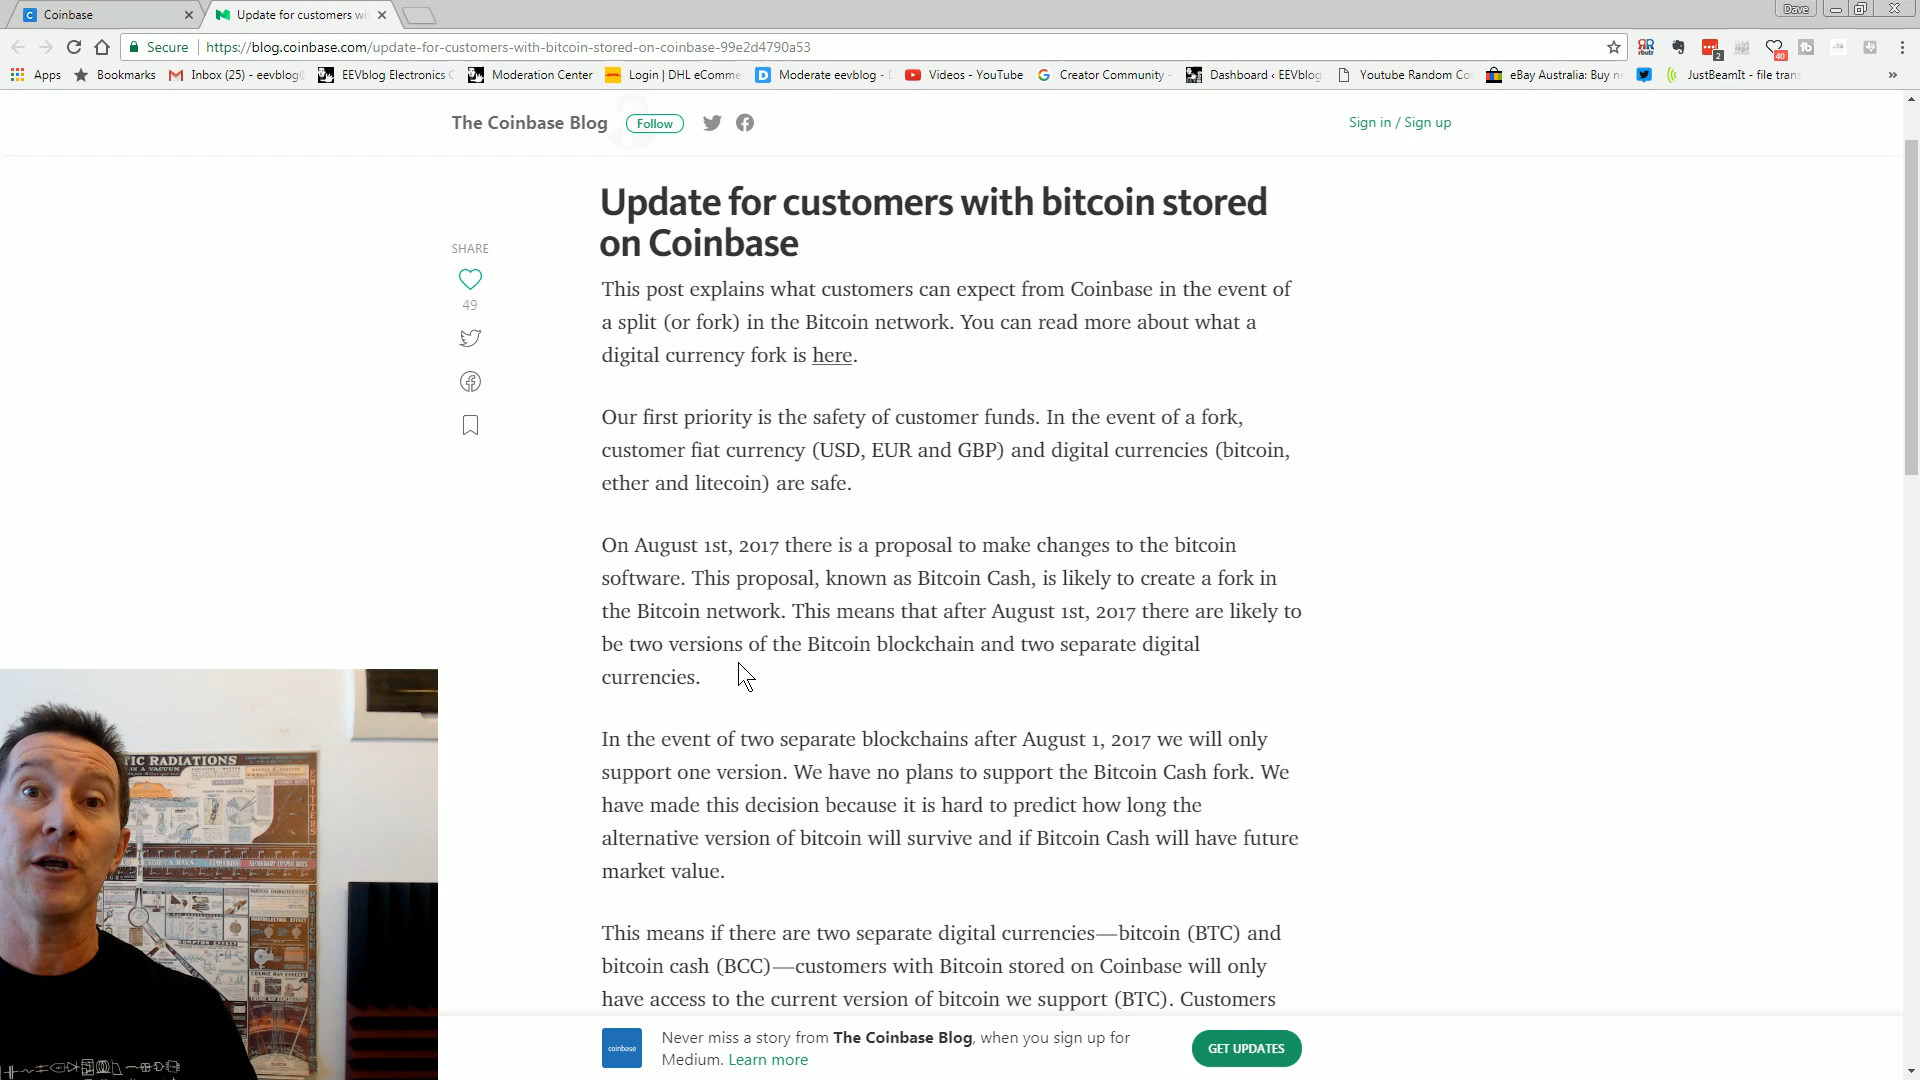 Coinbase
Update for customers wi
Dave
Secure
https://blog.coinbase.com/update-for-customers-with-bitcoin-stored-on-coinbase-99e2d4790a53
Apps
Bookmarks
Inbox (25) - eevblog
EEVblog Electronics C
Moderation Center
Login | DHL eComme
Moderate eevblog -
Videos - YouTube
Creator Community -
Dashboard ‹ EEVblog
Youtube Random Co
eBay Australia: Buy n
JustBeamIt - file trans
The Coinbase Blog
Follow
Sign in / Sign up
Update for customers with bitcoin stored
on Coinbase
SHARE
49
This post explains what customers can expect from Coinbase in the event of
a split (or fork) in the Bitcoin network. You can read more about what a
digital currency fork is here.
Our first priority is the safety of customer funds. In the event of a fork,
customer fiat currency (USD, EUR and GBP) and digital currencies (bitcoin,
ether and litecoin) are safe.
On August 1st, 2017 there is a proposal to make changes to the bitcoin
software. This proposal, known as Bitcoin Cash, is likely to create a fork in
the Bitcoin network. This means that after August 1st, 2017 there are likely to
be two versions of the Bitcoin blockchain and two separate digital
currencies.
In the event of two separate blockchains after August 1, 2017 we will only
support one version. We have no plans to support the Bitcoin Cash fork. We
have made this decision because it is hard to predict how long the
alternative version of bitcoin will survive and if Bitcoin Cash will have future
market value.
This means if there are two separate digital currencies—bitcoin (BTC) and
bitcoin cash (BCC)—customers with Bitcoin stored on Coinbase will only
have access to the current version of bitcoin we support (BTC). Customers
coinbase
Never miss a story from The Coinbase Blog, when you sign up for
Medium. Learn more
GET UPDATES
TIC RADIATIONS
IN A VACUUM
EMITTERS
COMPTON EFFECT
PHOTOELECTRIC EFFECT